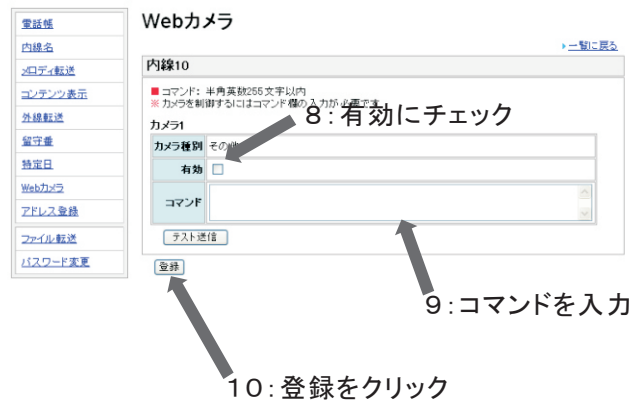 電話帳
内線名
メロディ転送
コンテンツ表示
外線転送
留守番
特定日
Webカメラ
アドレス登録
ファイル転送
パスワード変更
Webカメラ
一覧に戻る
内線10
コマンド: 半角英数255文字以内
※ カメラを制御するにはコマンド欄の入力が必要です
8:有効にチェック
カメラ1
カメラ種別 その他
有効
コマンド
テスト送信
登録
9:コマンドを入力
10:登録をクリック